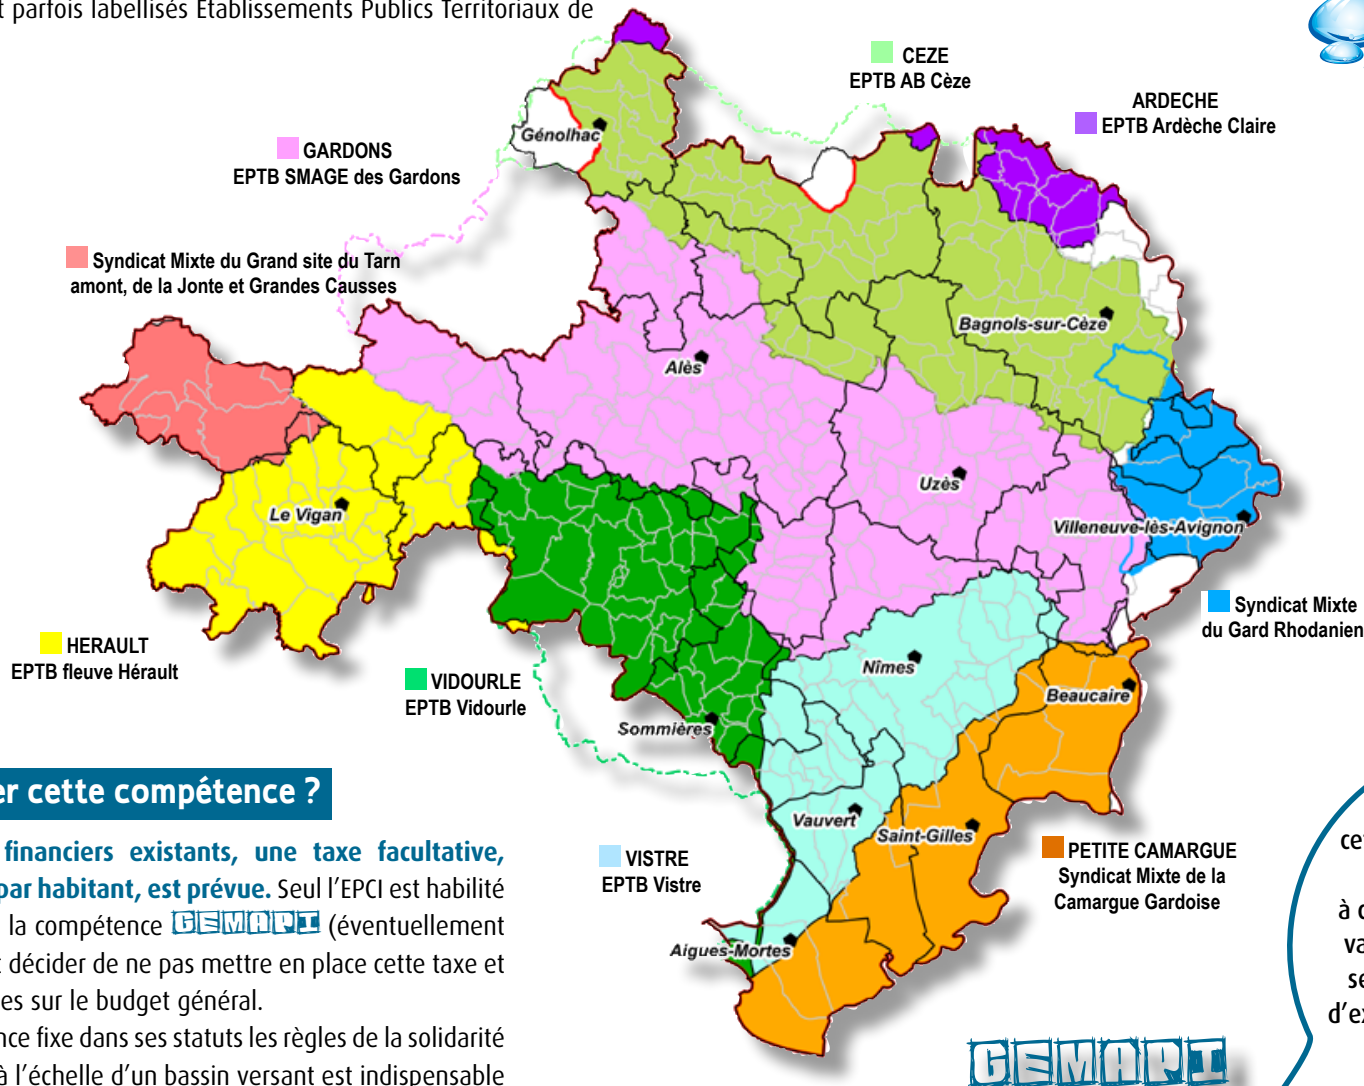 t parfois labellisés Etablissements Publics Territoriaux de
CEZE
EPTB AB Cèze
ARDECHE
EPTB Ardèche Claire
GARDONS
EPTB SMAGE des Gardons
Génolhac
Syndicat Mixte du Grand site du Tarn
amont, de la Jonte et Grandes Causses
Bagnols-sur-Cèze
Alès
Uzès
Le Vigan
Villeneuve-lès-Avignon
Syndicat Mixte
du Gard Rhodanien
HERAULT
EPTB fleuve Hérault
VIDOURLE
EPTB Vidourle
Nîmes
Beaucaire
Sommières
er cette compétence ?
Vauvert
Saint-Gilles
financiers existants, une taxe facultative,
par habitant, est prévue. Seul l'EPCI est habilité
la compétence GEMAPI (éventuellement
t décider de ne pas mettre en place cette taxe et
es sur le budget général.
nce fixe dans ses statuts les règles de la solidarité
à l'échelle d'un bassin versant est indispensable
VISTRE
EPTB Vistre
PETITE CAMARGUE
Syndicat Mixte de la
Camargue Gardoise
Aigues-Mortes
ce
à c
va
se
d'ex
GEMAPI